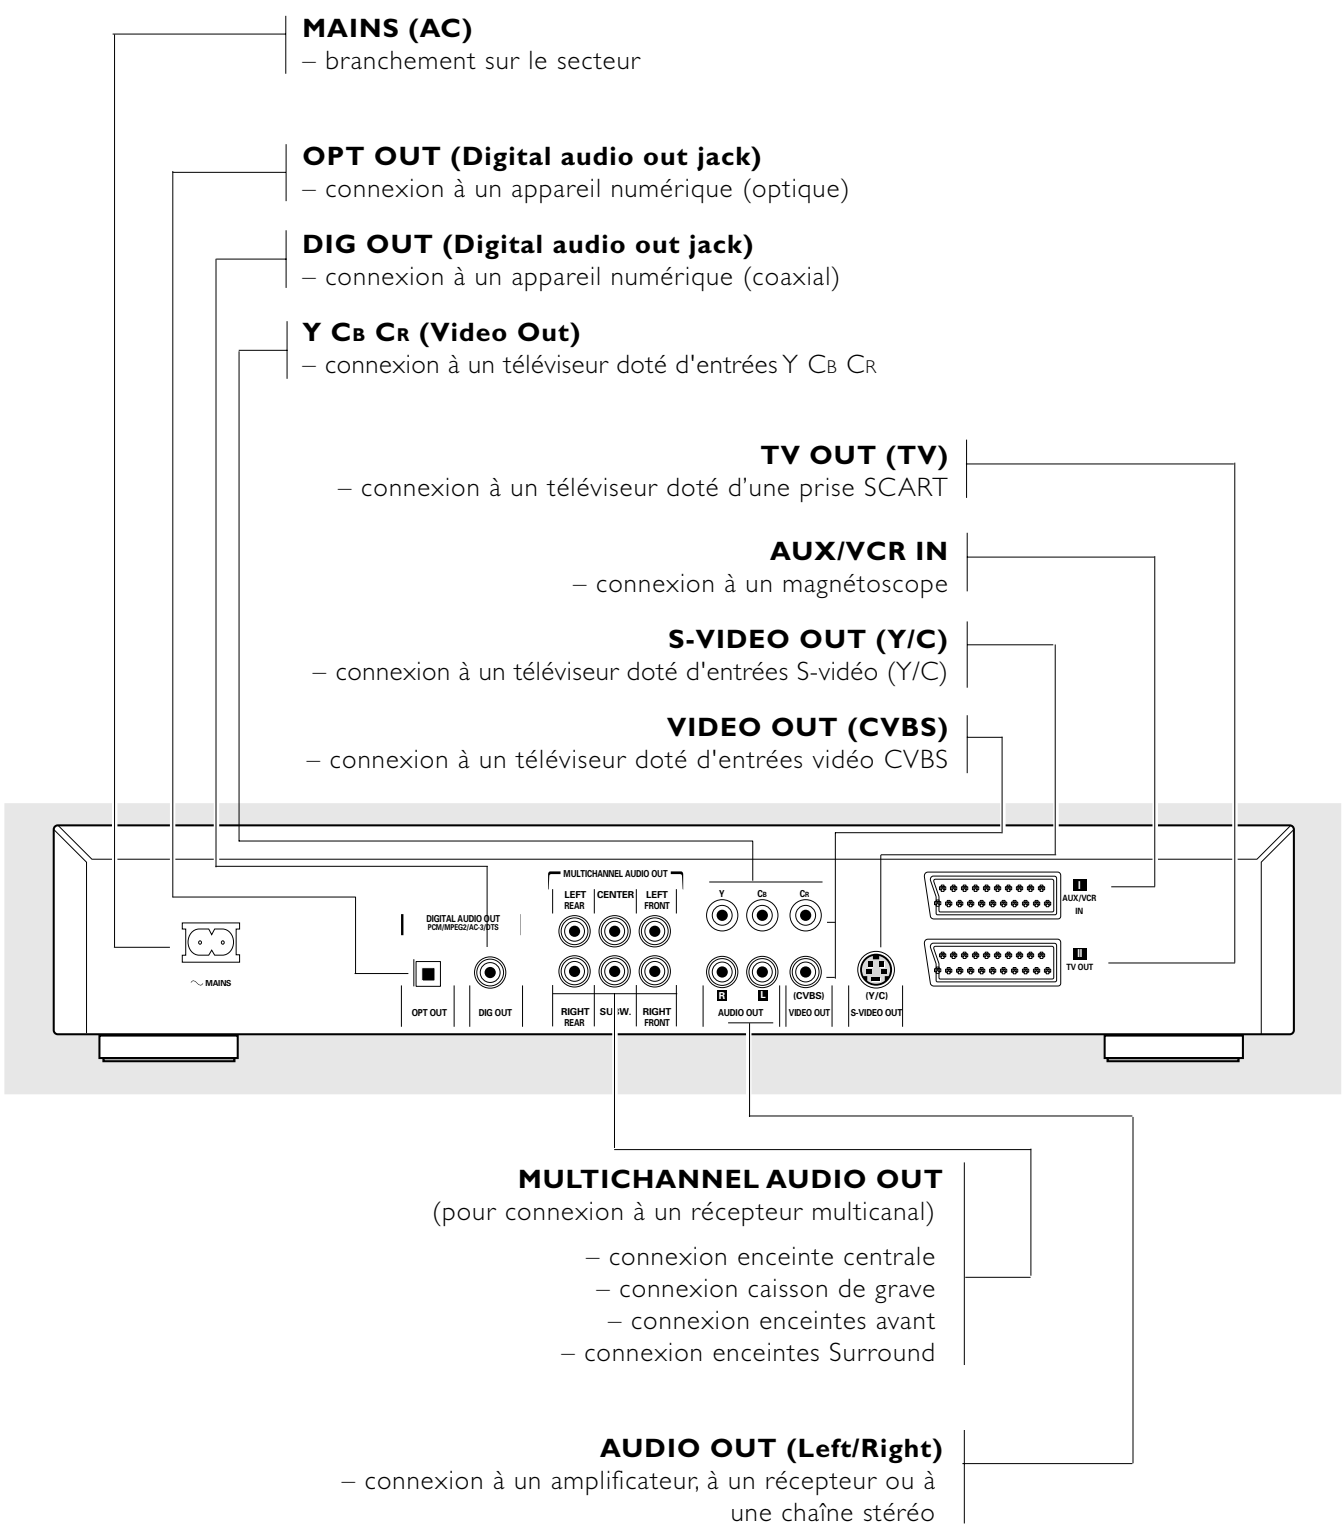 MAINS (AC)
– branchement sur le secteur
OPT OUT (Digital audio out jack)
– connexion à un appareil numérique (optique)
DIG OUT (Digital audio out jack)
– connexion à un appareil numérique (coaxial)
Y CB CR (Video Out)
– connexion à un téléviseur doté d'entrées Y CB CR
TV OUT (TV)
– connexion à un téléviseur doté d’une prise SCART
AUX/VCR IN
– connexion à un magnétoscope
S-VIDEO OUT (Y/C)
– connexion à un téléviseur doté d'entrées S-vidéo (Y/C)
VIDEO OUT (CVBS)
– connexion à un téléviseur doté d'entrées vidéo CVBS
~ MAINS
DIGITAL AUDIO OUT
PCM/MPEG2/AC-3/DTS
OPT OUT
DIG OUT
MULTICHANNEL AUDIO OUT
LEFT CENTER LEFT
REAR FRONT
RIGHT SUBW. RIGHT
REAR FRONT
Y CB CR
R L
AUDIO OUT
(CVBS)
VIDEO OUT
(Y/C)
S-VIDEO OUT
I
AUX/VCR
IN
II
TV OUT
MULTICHANNEL AUDIO OUT
(pour connexion à un récepteur multicanal)
– connexion enceinte centrale
– connexion caisson de grave
– connexion enceintes avant
– connexion enceintes Surround
AUDIO OUT (Left/Right)
– connexion à un amplificateur, à un récepteur ou à
une chaîne stéréo